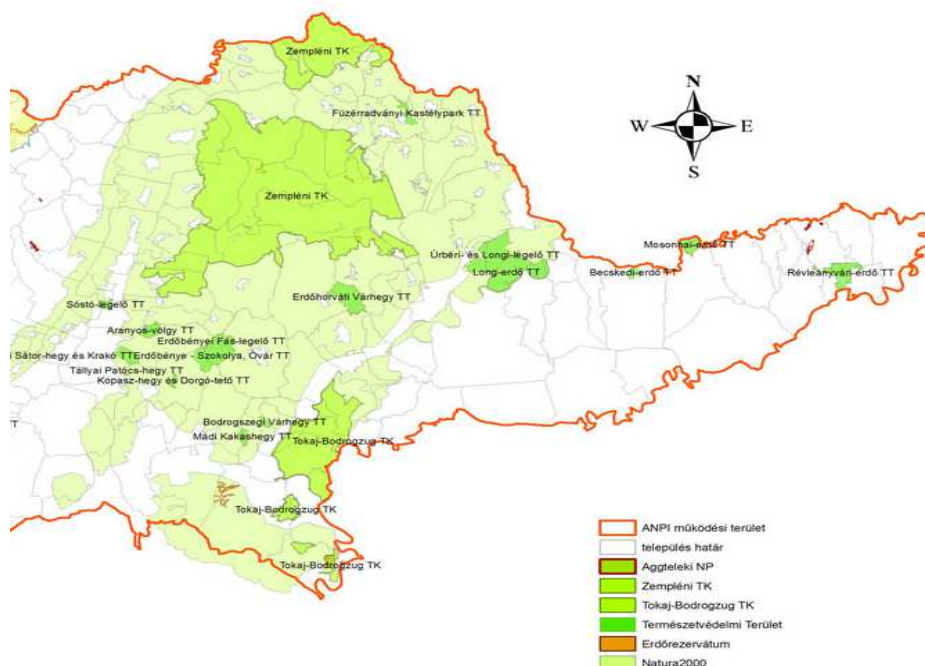 Zempléni TK
Füzérradványi Kastélypark TT
N
W
E
S
Zempléni TK
Mosonnai-erdő TT
Úrbéri- és Longi-légelő TT
Long-erdő TT
Becskedi-erdő TT
Révleányvári-erdő TT
Erdőhorváti Várhegy TT
Sóstó-legelő TT
Aranyos-völgy TT
Erdőbényei Fás-legelő TT
Sátor-hegy és Krakó TT
Erdőbénye - Szokolya, Óvár TT
Tállyai Patócs-hegy TT
Kopasz-hegy és Dorgó-tető TT
Bodrogszegi Várhegy TT
Mádi Kakashegy TT
Tokaj-Bodrogzug TK
Tokaj-Bodrogzug TK
Tokaj-Bodrogzug TK
ANPI működési terület
település határ
Aggteleki NP
Zempléni TK
Tokaj-Bodrogzug TK
Természetvédelmi Terület
Erdőrezervátum
Natura2000